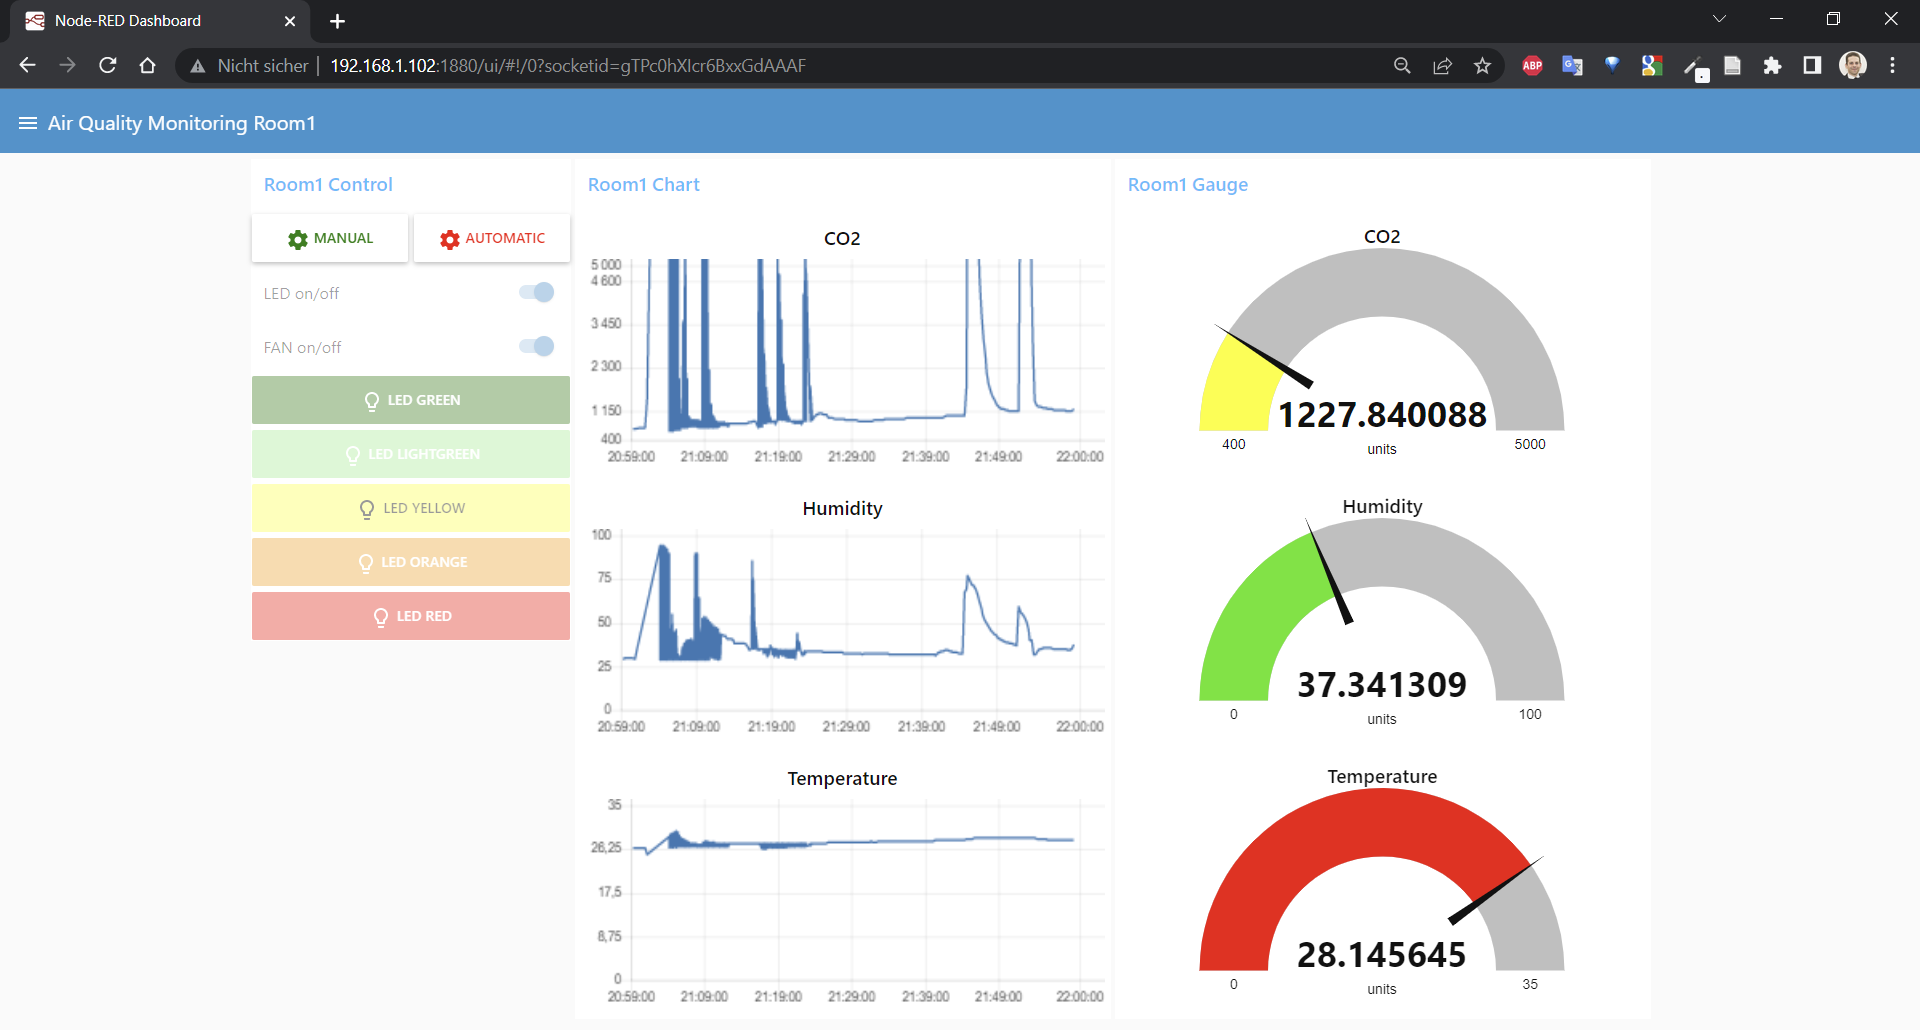 Node-RED Dashboard
Nicht sicher | 192.168.1.102:1880/ui/#!/0?socketid=gTPc0hXIcr6BxxGdAAAF
ABP
Air Quality Monitoring Room1
Room1 Control
MANUAL
AUTOMATIC
LED on/off
FAN on/off
LED GREEN
LED LIGHTGREEN
LED YELLOW
LED ORANGE
LED RED
Room1 Chart
CO2
5 000
4 600
3 450
2 300
1 150
400
20:59:00 21:09:00 21:19:00 21:29:00 21:39:00 21:49:00 22:00:00
Humidity
100
75
50
25
0
20:59:00 21:09:00 21:19:00 21:29:00 21:39:00 21:49:00 22:00:00
Temperature
35
26,25
17,5
8,75
0
20:59:00 21:09:00 21:19:00 21:29:00 21:39:00 21:49:00 22:00:00
Room1 Gauge
CO2
1227.840088
400 units 5000
Humidity
37.341309
0 units 100
Temperature
28.145645
0 units 35